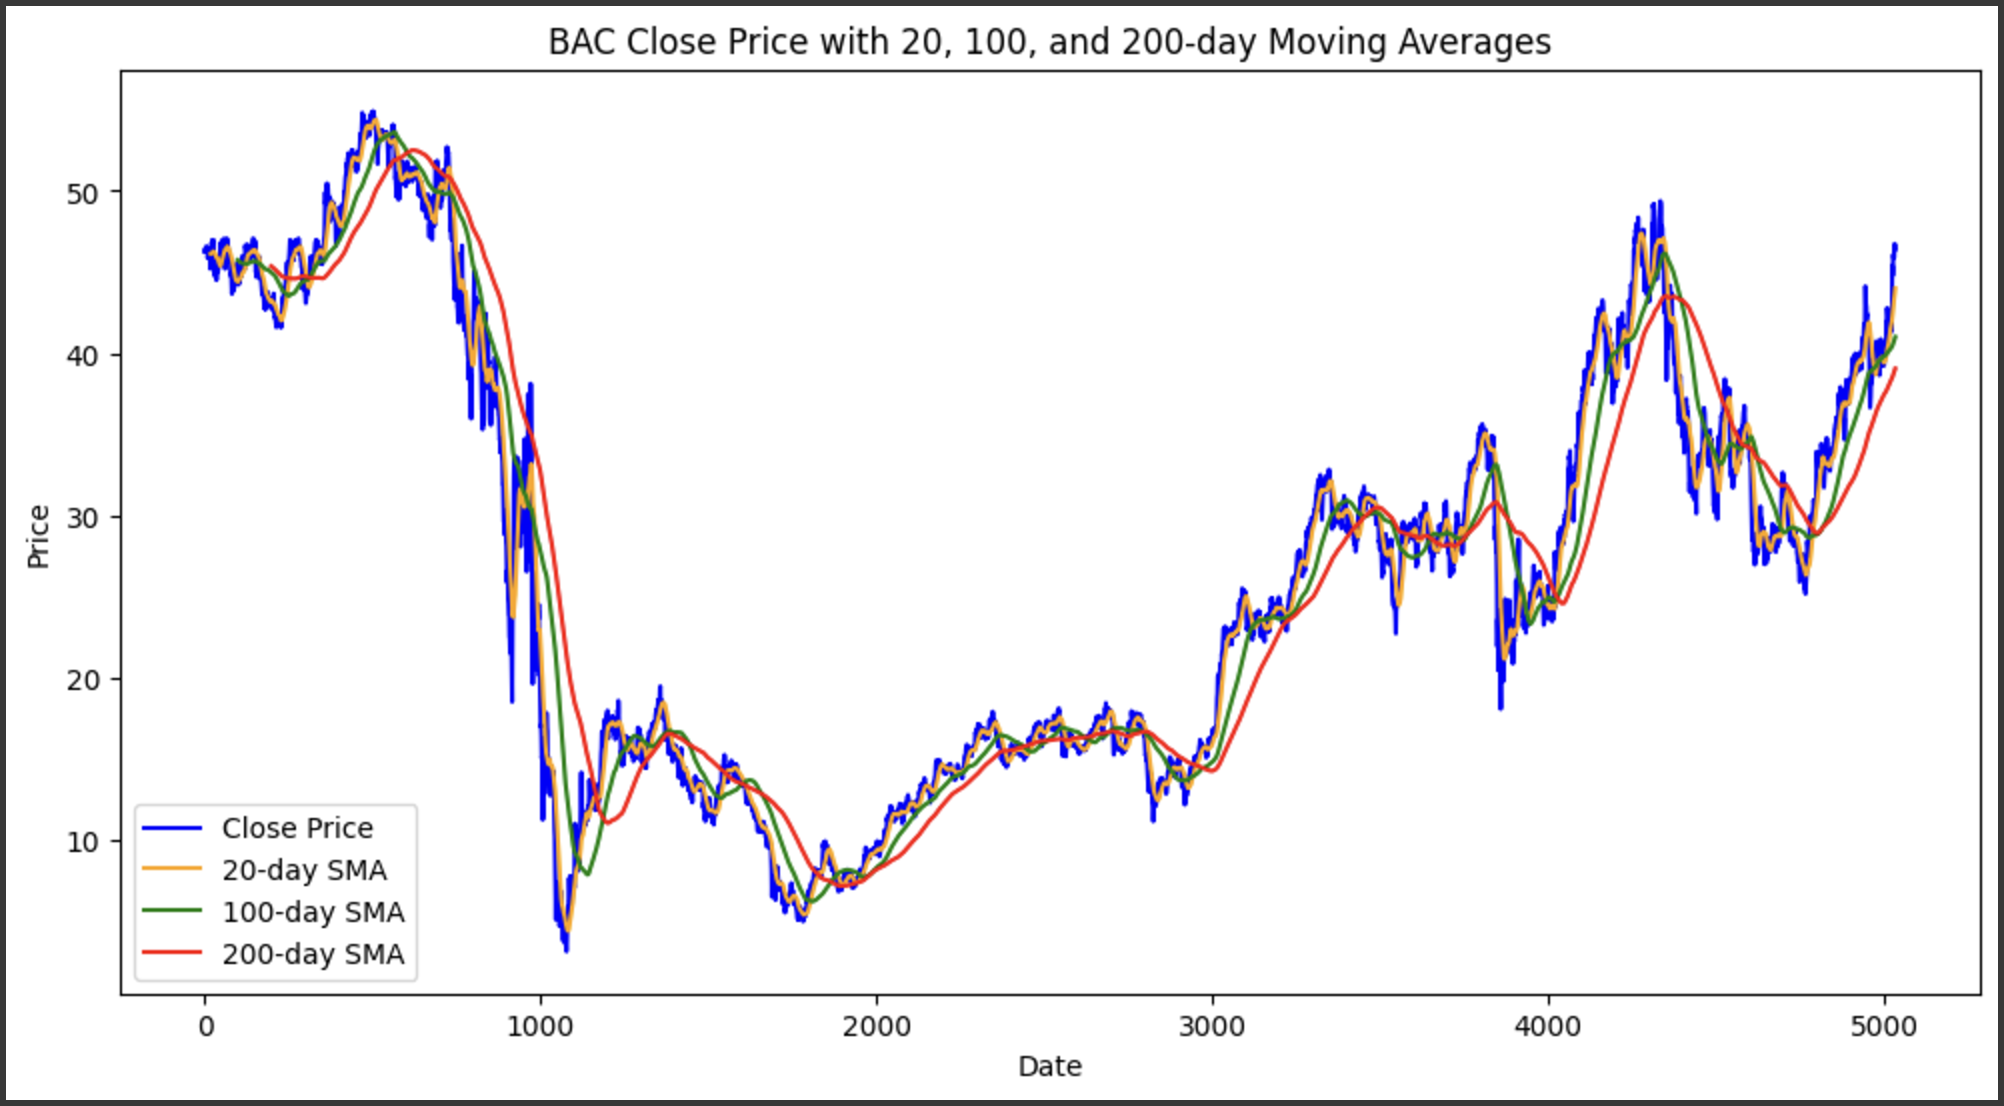 BAC Close Price with 20, 100, and 200-day Moving Averages
50
40
30
20
10
Price
Close Price
20-day SMA
100-day SMA
200-day SMA
0 1000 2000 3000 4000 5000
Date